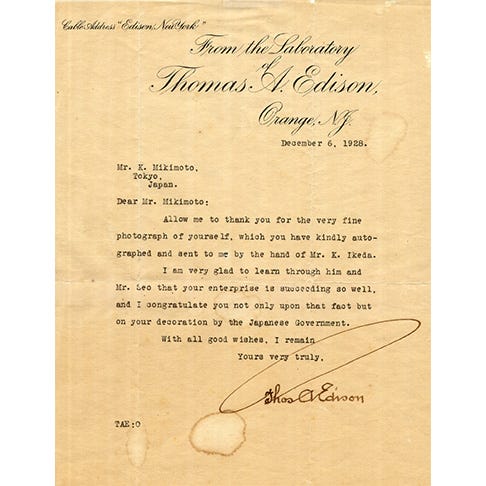 Cable Address "Edison, New York"
From the Laboratory
of
Thomas A. Edison,
Orange, N.J.
December 6, 1928.
Mr. K. Mikimoto,
Tokyo,
Japan.
Dear Mr. Mikimoto:
Allow me to thank you for the very fine
photograph of yourself, which you have kindly auto-
graphed and sent to me by the hand of Mr. K. Ikeda.
I am very glad to learn through him and
Mr. Seo that your enterprise is succeeding so well,
and I congratulate you not only upon that fact but
on your decoration by the Japanese Government.
With all good wishes, I remain
Yours very truly,
Thos A Edison
TAE:O